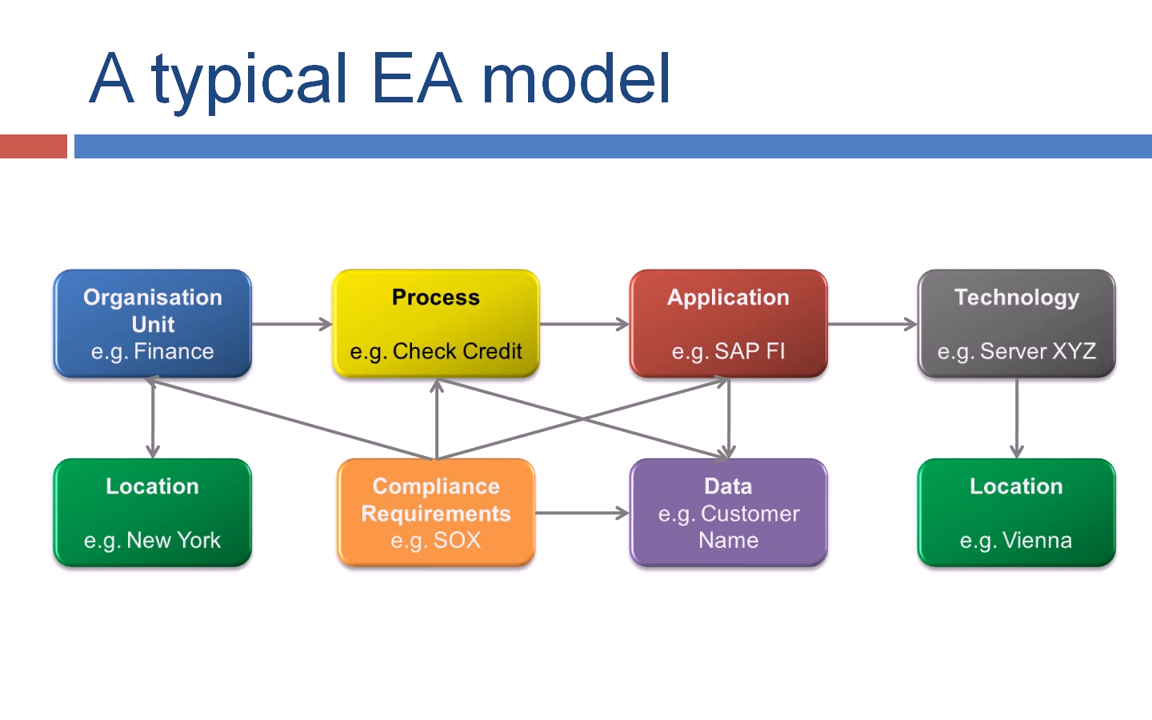 A typical EA model
Organisation
Unit
e.g. Finance
Process
e.g. Check Credit
Application
e.g. SAP FI
Technology
e.g. Server XYZ
Location
e.g. New York
Compliance
Requirements
e.g. SOX
Data
e.g. Customer
Name
Location
e.g. Vienna